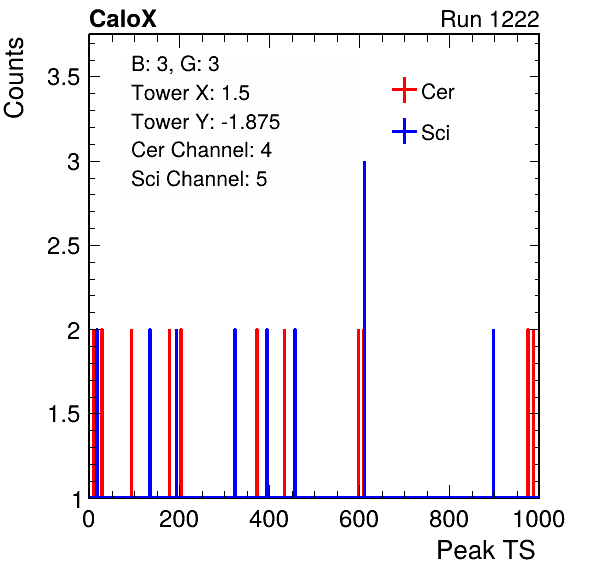 CaloX Run 1222
Counts
B: 3, G: 3
Tower X: 1.5
Tower Y: -1.875
Cer Channel: 4
Sci Channel: 5
Cer
Sci
3.5
3
2.5
2
1.5
1
0 200 400 600 800 1000
Peak TS